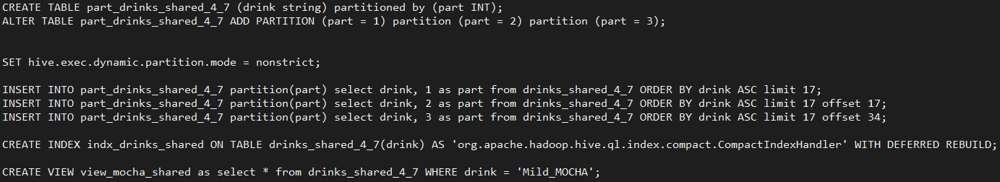 CREATE TABLE part_drinks_shared_4_7 (drink string) partitioned by (part INT);
ALTER TABLE part_drinks_shared_4_7 ADD PARTITION (part = 1) partition (part = 2) partition (part = 3);
SET hive.exec.dynamic.partition.mode = nonstrict;
INSERT INTO part_drinks_shared_4_7 partition(part) select drink, 1 as part from drinks_shared_4_7 ORDER BY drink ASC limit 17;
INSERT INTO part_drinks_shared_4_7 partition(part) select drink, 2 as part from drinks_shared_4_7 ORDER BY drink ASC limit 17 offset 17;
INSERT INTO part_drinks_shared_4_7 partition(part) select drink, 3 as part from drinks_shared_4_7 ORDER BY drink ASC limit 17 offset 34;
CREATE INDEX indx_drinks_shared ON TABLE drinks_shared_4_7(drink) AS 'org.apache.hadoop.hive.ql.index.compact.CompactIndexHandler' WITH DEFERRED REBUILD;
CREATE VIEW view_mocha_shared as select * from drinks_shared_4_7 WHERE drink = 'Mild_MOCHA';